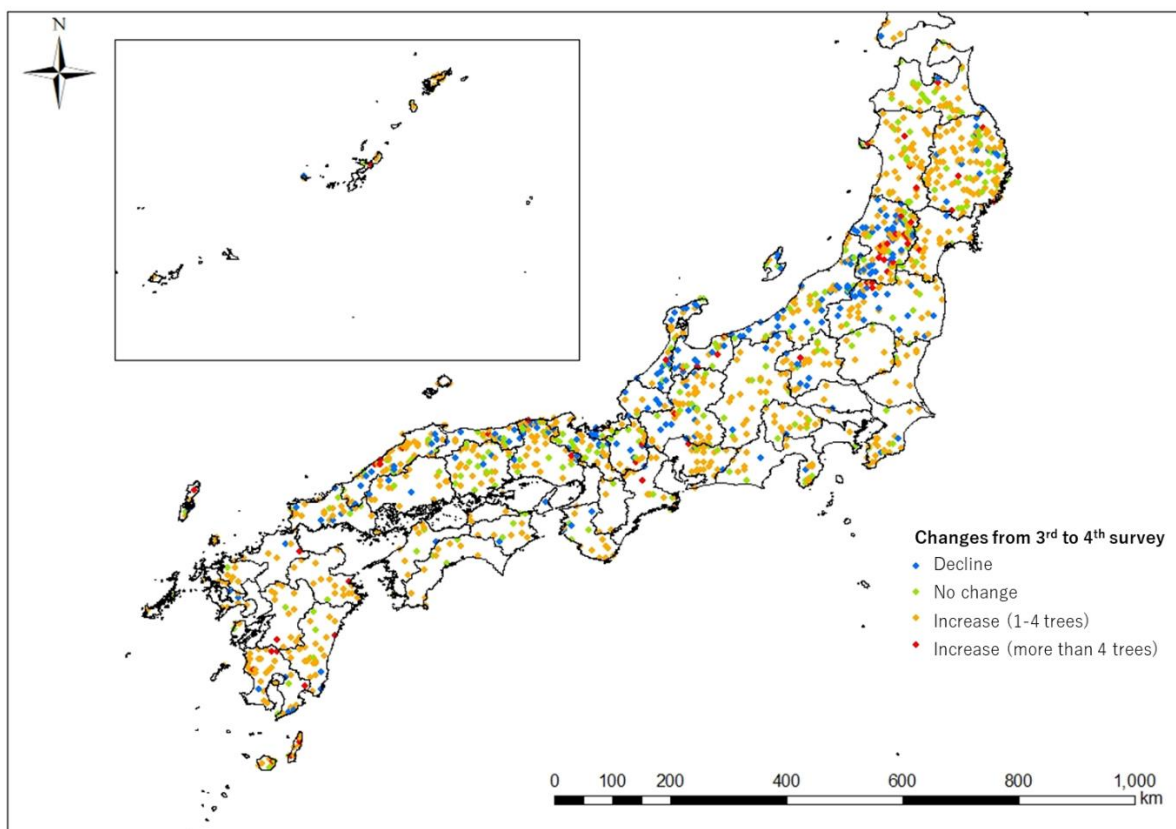 N
Changes from 3rd to 4th survey
Decline
No change
Increase (1-4 trees)
Increase (more than 4 trees)
0 100 200 400 600 800 1,000
km